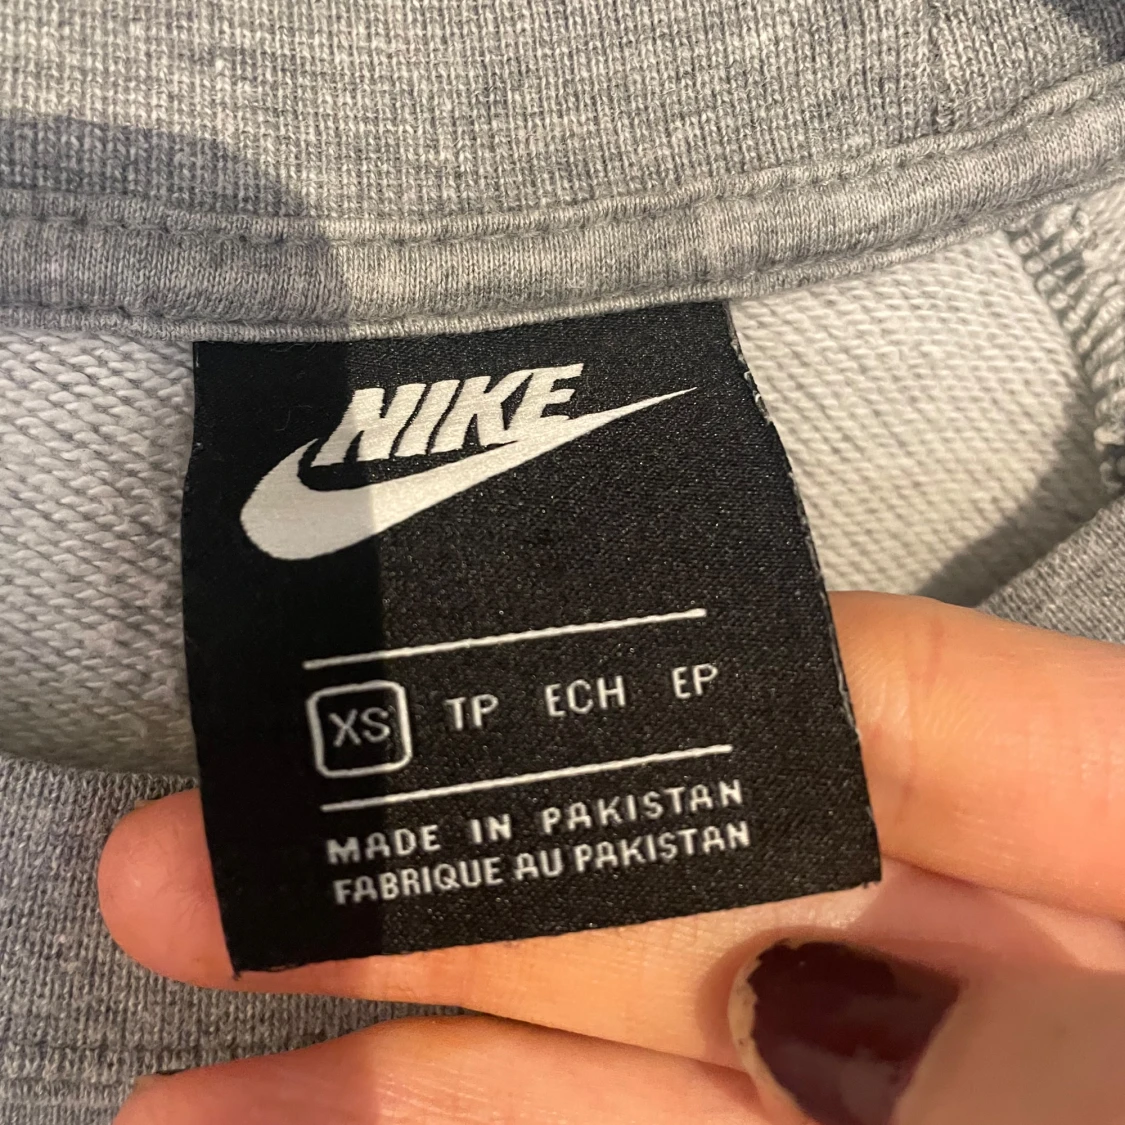 NIKE
XS TP ECH EP
MADE IN PAKISTAN
FABRIQUE AU PAKISTAN